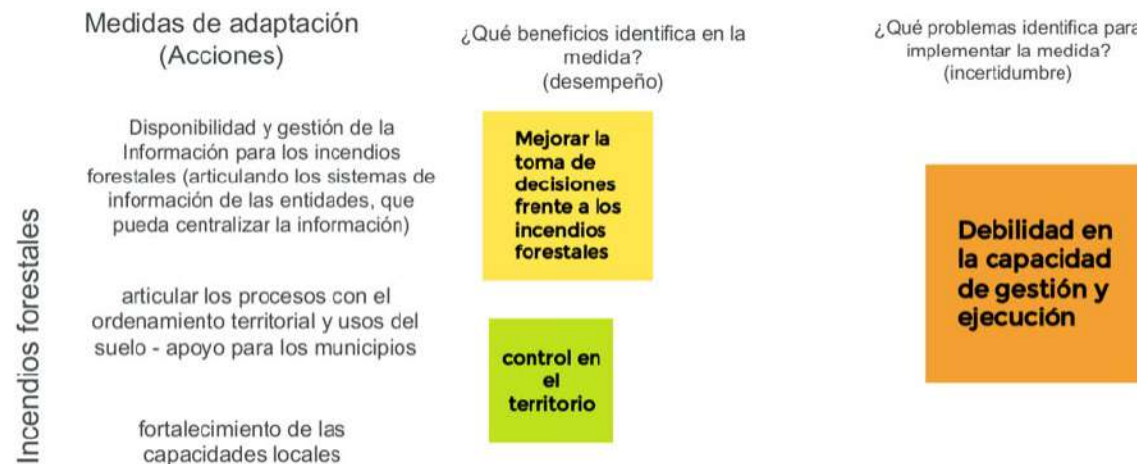 Medidas de adaptación
(Acciones)
¿Qué beneficios identifica en la
medida?
(desempeño)
¿Qué problemas identifica para
implementar la medida?
(incertidumbre)
Incendios forestales
Disponibilidad y gestión de la
Información para los incendios
forestales (articulando los sistemas de
información de las entidades, que
pueda centralizar la información)
Mejorar la
toma de
decisiones
frente a los
incendios
forestales
Debilidad en
la capacidad
de gestión y
ejecución
articular los procesos con el
ordenamiento territorial y usos del
suelo - apoyo para los municipios
control en
el
territorio
fortalecimiento de las
capacidades locales